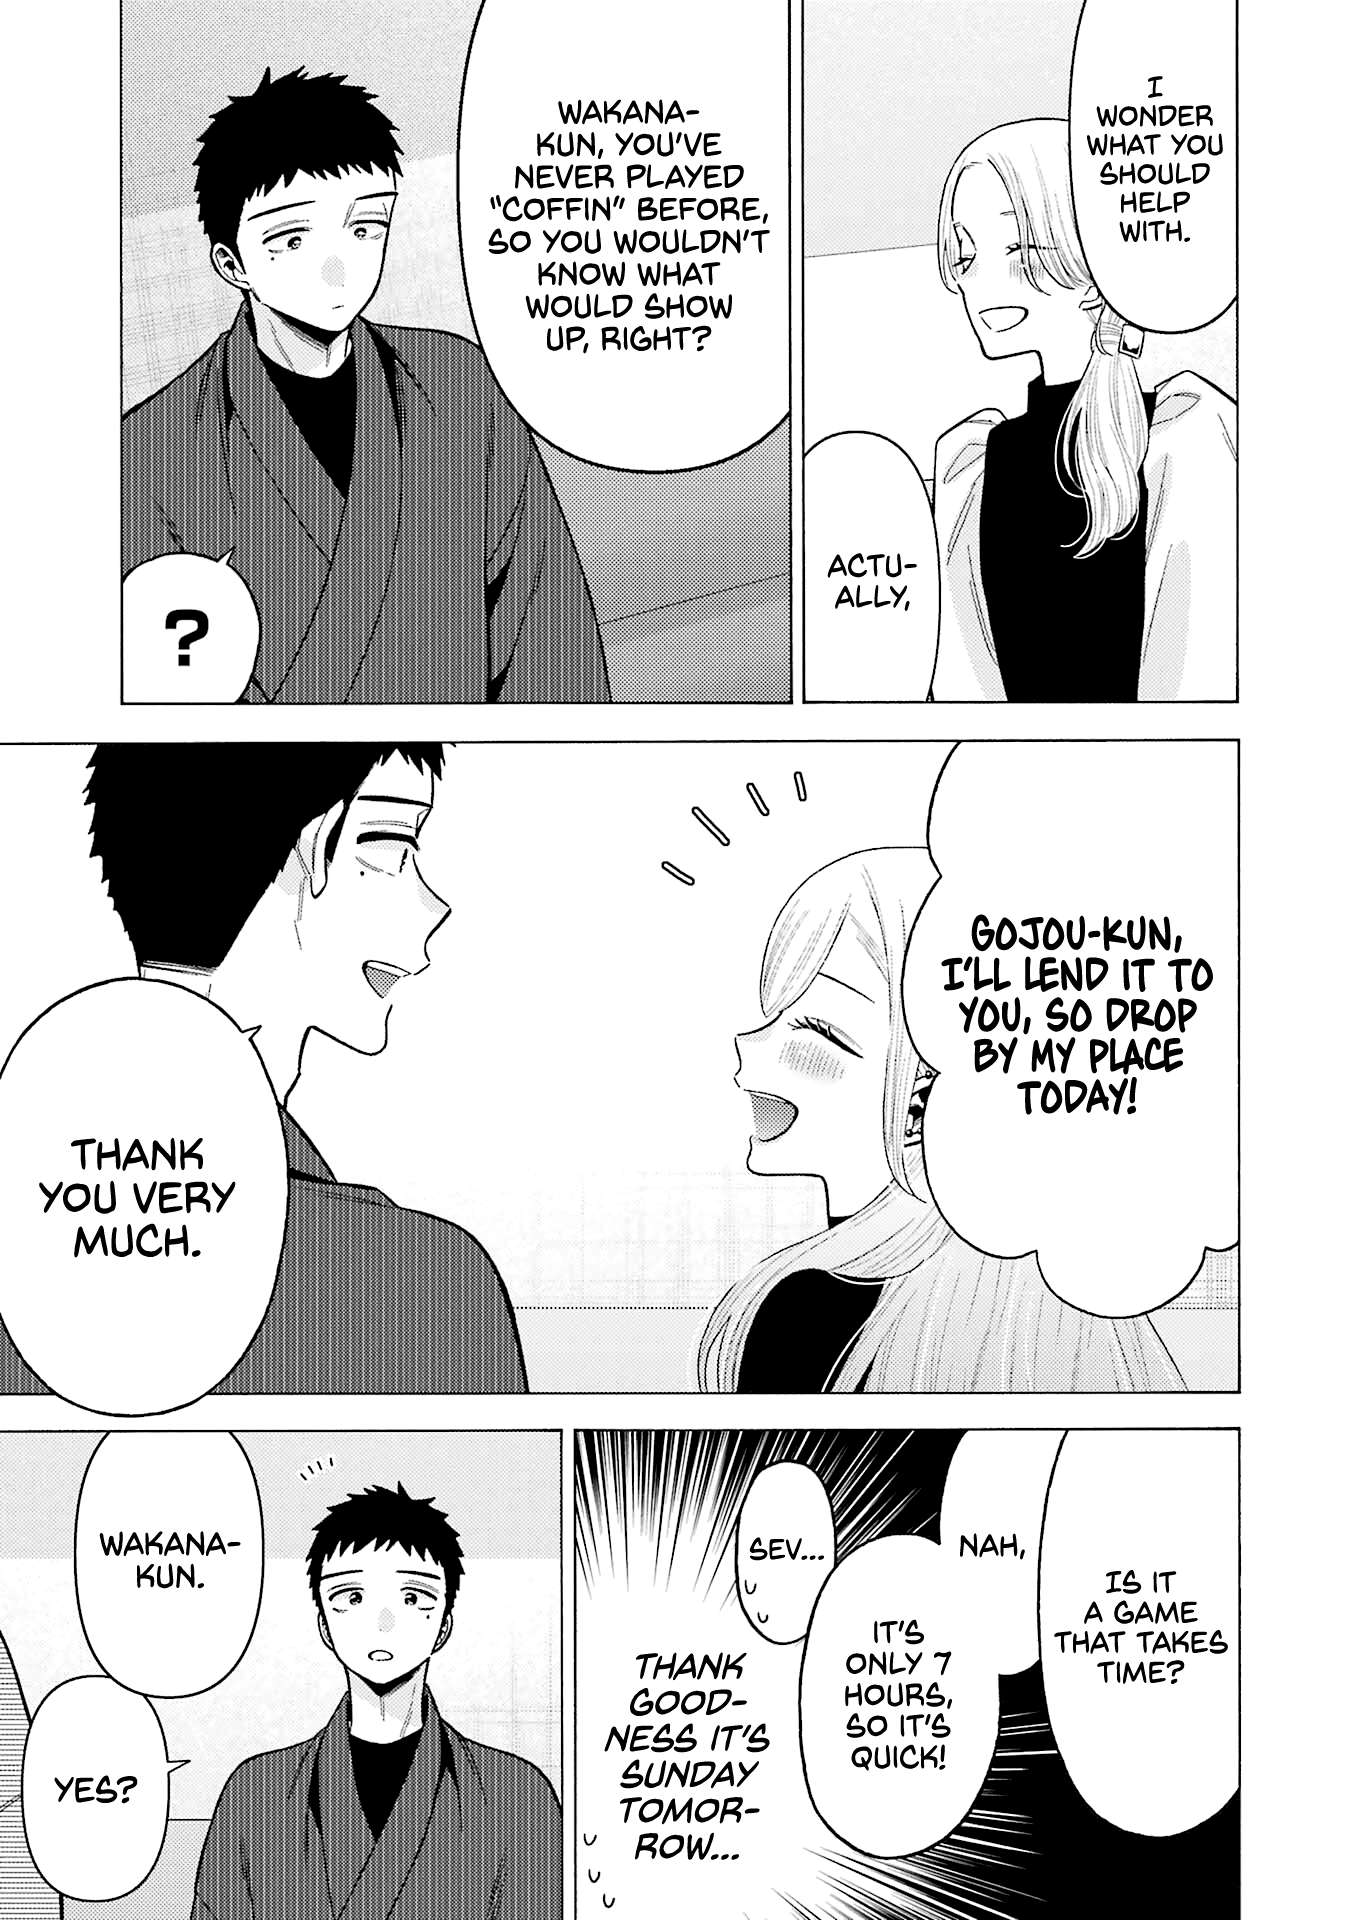 I
WONDER
WHAT YOU
SHOULD
HELP
WITH.
ACTU-
ALLY,
WAKANA-
KUN, YOU'VE
NEVER PLAYED
"COFFIN" BEFORE,
SO YOU WOULDN'T
KNOW WHAT
WOULD SHOW
UP, RIGHT?
?
GOJOU-KUN,
I'LL LEND IT TO
YOU, SO DROP
BY MY PLACE
TODAY!
THANK
YOU VERY
MUCH.
IS IT
A GAME
THAT TAKES
TIME?
NAH,
IT'S
ONLY 7
HOURS,
SO IT'S
QUICK!
SEV...
THANK
GOOD-
NESS IT'S
SUNDAY
TOMOR-
ROW...
WAKANA-
KUN.
YES?